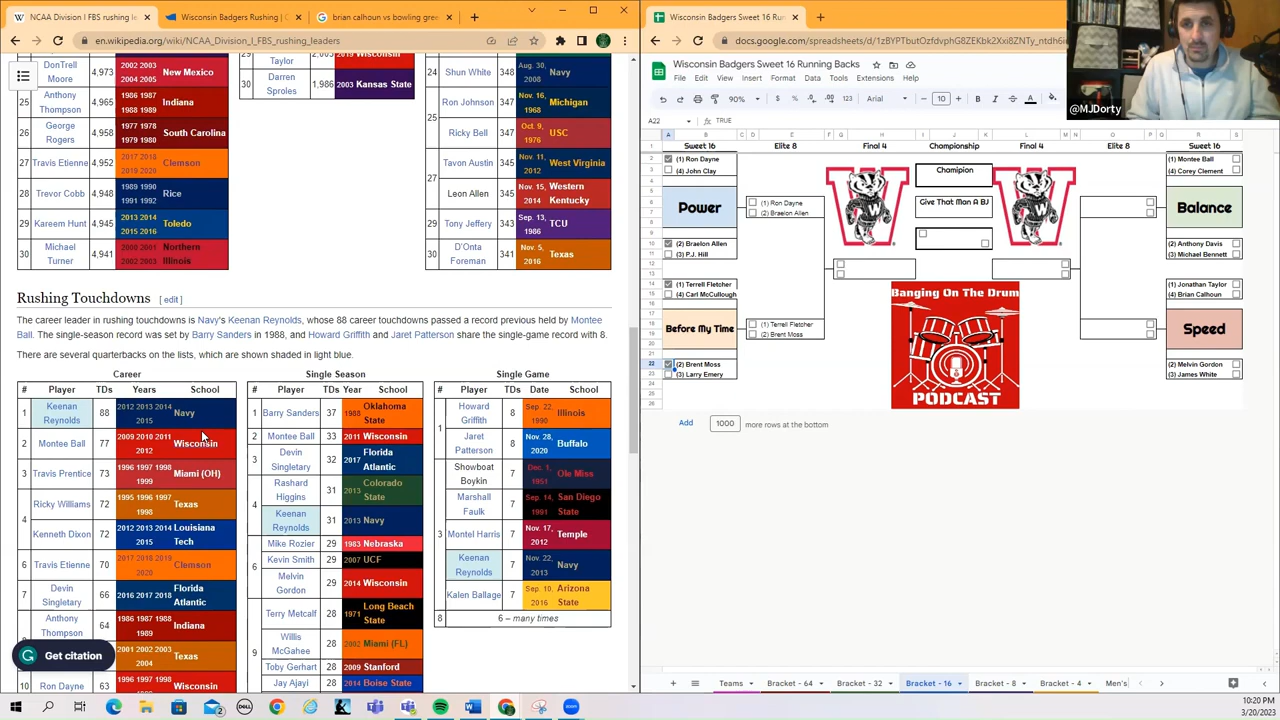 NCAA Division I FBS rushing le
Wisconsin Badgers Rushing | C
brian calhoun vs bowling gree
en.wikipedia.org/wiki/NCAA_Division_I_FBS_rushing_leaders
DonTrell Moore 4,973 2002 2003 2004 2005 New Mexico
25 Anthony Thompson 4,965 1986 1987 1988 1989 Indiana
26 George Rogers 4,958 1977 1978 1979 1980 South Carolina
27 Travis Etienne 4,952 2017 2018 2019 2020 Clemson
28 Trevor Cobb 4,948 1989 1990 1991 1992 Rice
29 Kareem Hunt 4,945 2013 2014 2015 2016 Toledo
30 Michael Turner 4,941 2000 2001 2002 2003 Northern Illinois
Taylor
30 Darren Sproles 1,986 2003 Kansas State
24 Shun White 348 Aug. 30, 2008 Navy
25 Ron Johnson 347 Nov. 16, 1968 Michigan
Ricky Bell 347 Oct. 9, 1976 USC
27 Tavon Austin 345 Nov. 11, 2012 West Virginia
Leon Allen 345 Nov. 15, 2014 Western Kentucky
29 Tony Jeffery 343 Sep. 13, 1986 TCU
30 D'Onta Foreman 341 Nov. 5, 2016 Texas
Rushing Touchdowns [ edit ]
The career leader in rushing touchdowns is Navy's Keenan Reynolds, whose 88 career touchdowns passed a record previously held by Montee
Ball. The single-season record was set by Barry Sanders in 1988, and Howard Griffith and Jaret Patterson share the single-game record with 8.
There are several quarterbacks on the lists, which are shown shaded in light blue.
Career
# Player TDs Years School
1 Keenan Reynolds 88 2012 2013 2014 2015 Navy
2 Montee Ball 77 2009 2010 2011 2012 Wisconsin
3 Travis Prentice 73 1996 1997 1998 1999 Miami (OH)
4 Ricky Williams 72 1995 1996 1997 1998 Texas
Kenneth Dixon 72 2012 2013 2014 2015 Louisiana Tech
6 Travis Etienne 70 2017 2018 2019 2020 Clemson
7 Devin Singletary 66 2016 2017 2018 Florida Atlantic
Anthony Thompson 64 1986 1987 1988 1989 Indiana
2001 2002 2003 2004 Texas
10 Ron Dayne 63 1996 1997 1998 Wisconsin
Get citation
Single Season
# Player TDs Year School
1 Barry Sanders 37 1988 Oklahoma State
2 Montee Ball 33 2011 Wisconsin
3 Devin Singletary 32 2017 Florida Atlantic
4 Rashard Higgins 31 2013 Colorado State
Keenan Reynolds 31 2013 Navy
6 Mike Rozier 29 1983 Nebraska
Kevin Smith 29 2007 UCF
Melvin Gordon 29 2014 Wisconsin
9 Terry Metcalf 28 1971 Long Beach State
Willis McGahee 28 2002 Miami (FL)
Toby Gerhart 28 2009 Stanford
Jay Ajayi 28 2014 Boise State
Single Game
# Player TDs Date School
1 Howard Griffith 8 Sep. 22, 1990 Illinois
Jaret Patterson 8 Nov. 28, 2020 Buffalo
3 Showboat Boykin 7 Dec. 1, 1951 Ole Miss
Marshall Faulk 7 Sep. 14, 1991 San Diego State
Montel Harris 7 Nov. 17, 2012 Temple
Keenan Reynolds 7 Nov. 22, 2013 Navy
Kalen Ballage 7 Sep. 10, 2016 Arizona State
8 6 – many times
Wisconsin Badgers Sweet 16 Run
docs.google.com/spreadsheets/d/1zBYPTbutOzfdvphG8ZEKbk2Xxi8ZNTy_ntdh6in
Wisconsin Badgers Sweet 16 Running Backs
File Edit View Insert Format Data Tools Extensions Help
90% $ % Arial 10 B I A
A22 TRUE
@MJDorty
A B C D E F G H I J K L M N O P Q R S
Sweet 16 Elite 8 Final 4 Championship Final 4 Elite 8 Sweet 16
(1) Ron Dayne
(4) John Clay
Power
(1) Ron Dayne
(2) Braelon Allen
(2) Braelon Allen
(3) P.J. Hill
(1) Terrell Fletcher
(4) Carl McCullough
Before My Time
(1) Terrell Fletcher
(2) Brent Moss
(2) Brent Moss
(3) Larry Emery
Champion
Give That Man A BJ
Banging On The Drum
PODCAST
(1) Montee Ball
(4) Corey Clement
Balance
(2) Anthony Davis
(3) Michael Bennett
(1) Jonathan Taylor
(4) Brian Calhoun
Speed
(2) Melvin Gordon
(3) James White
Add 1000 more rows at the bottom
Teams Bracket - 64 Bracket - 32 Bracket - 16 Bracket - 8 Bracket - 4 Men's
10:20 PM
3/20/2023